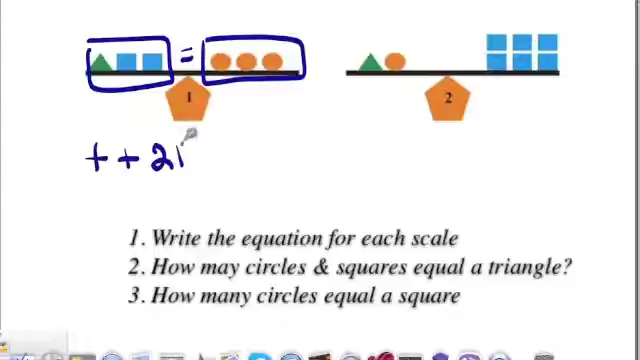 =
1 2
t + 2
1. Write the equation for each scale
2. How may circles & squares equal a triangle?
3. How many circles equal a square